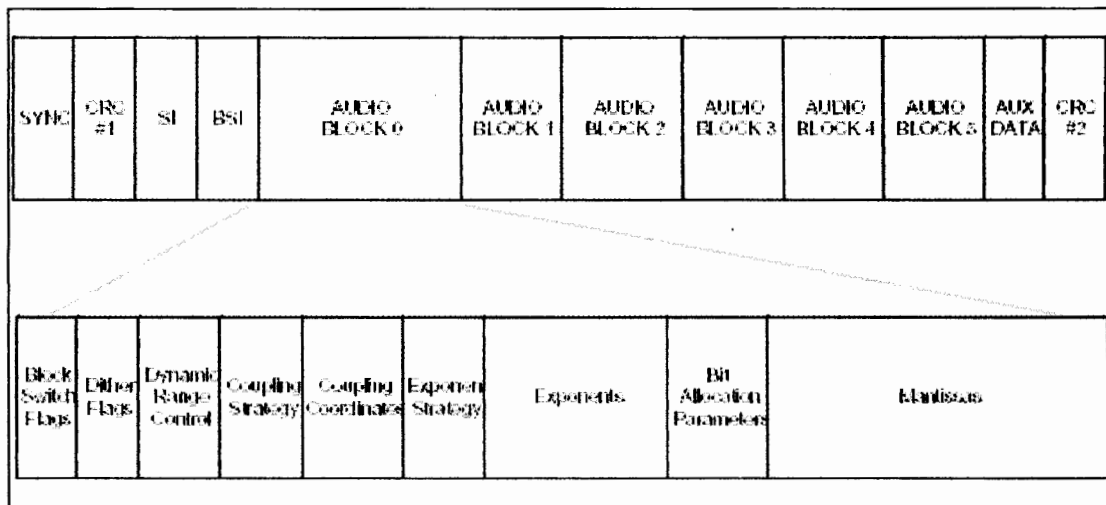 SYNC
CRC
#1
SI
BSI
AUDIO
BLOCK 0
AUDIO
BLOCK 1
AUDIO
BLOCK 2
AUDIO
BLOCK 3
AUDIO
BLOCK 4
AUDIO
BLOCK 5
AUX
DATA
CRC
#2
Block
Switch
Flags
Dither
Flags
Dynamic
Range
Control
Coupling
Strategy
Coupling
Coordinates
Exponent
Strategy
Exponents
Bit
Allocation
Parameters
Mantissas